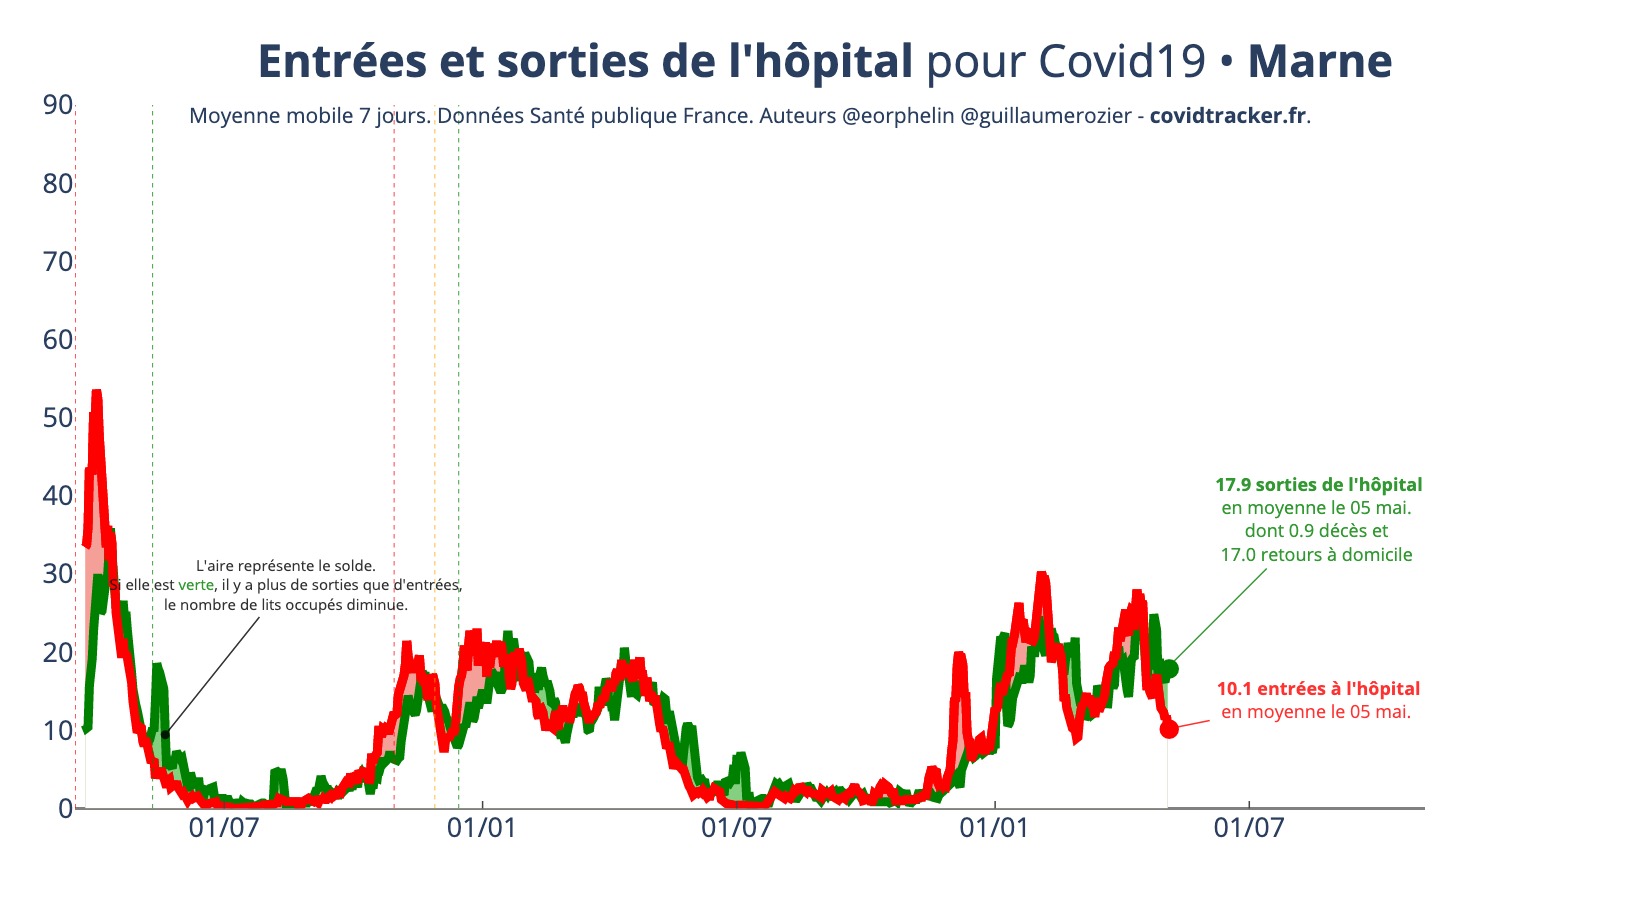 Entrées et sorties de l'hôpital pour Covid19 • Marne
Moyenne mobile 7 jours. Données Santé publique France. Auteurs @eorphelin @guillaumerozier - covidtracker.fr.
90
80
70
60
50
40
30
20
10
0
L'aire représente le solde.
Si elle est verte, il y a plus de sorties que d'entrées,
le nombre de lits occupés diminue.
17.9 sorties de l'hôpital
en moyenne le 05 mai.
dont 0.9 décès et
17.0 retours à domicile
10.1 entrées à l'hôpital
en moyenne le 05 mai.
01/07
01/01
01/07
01/01
01/07